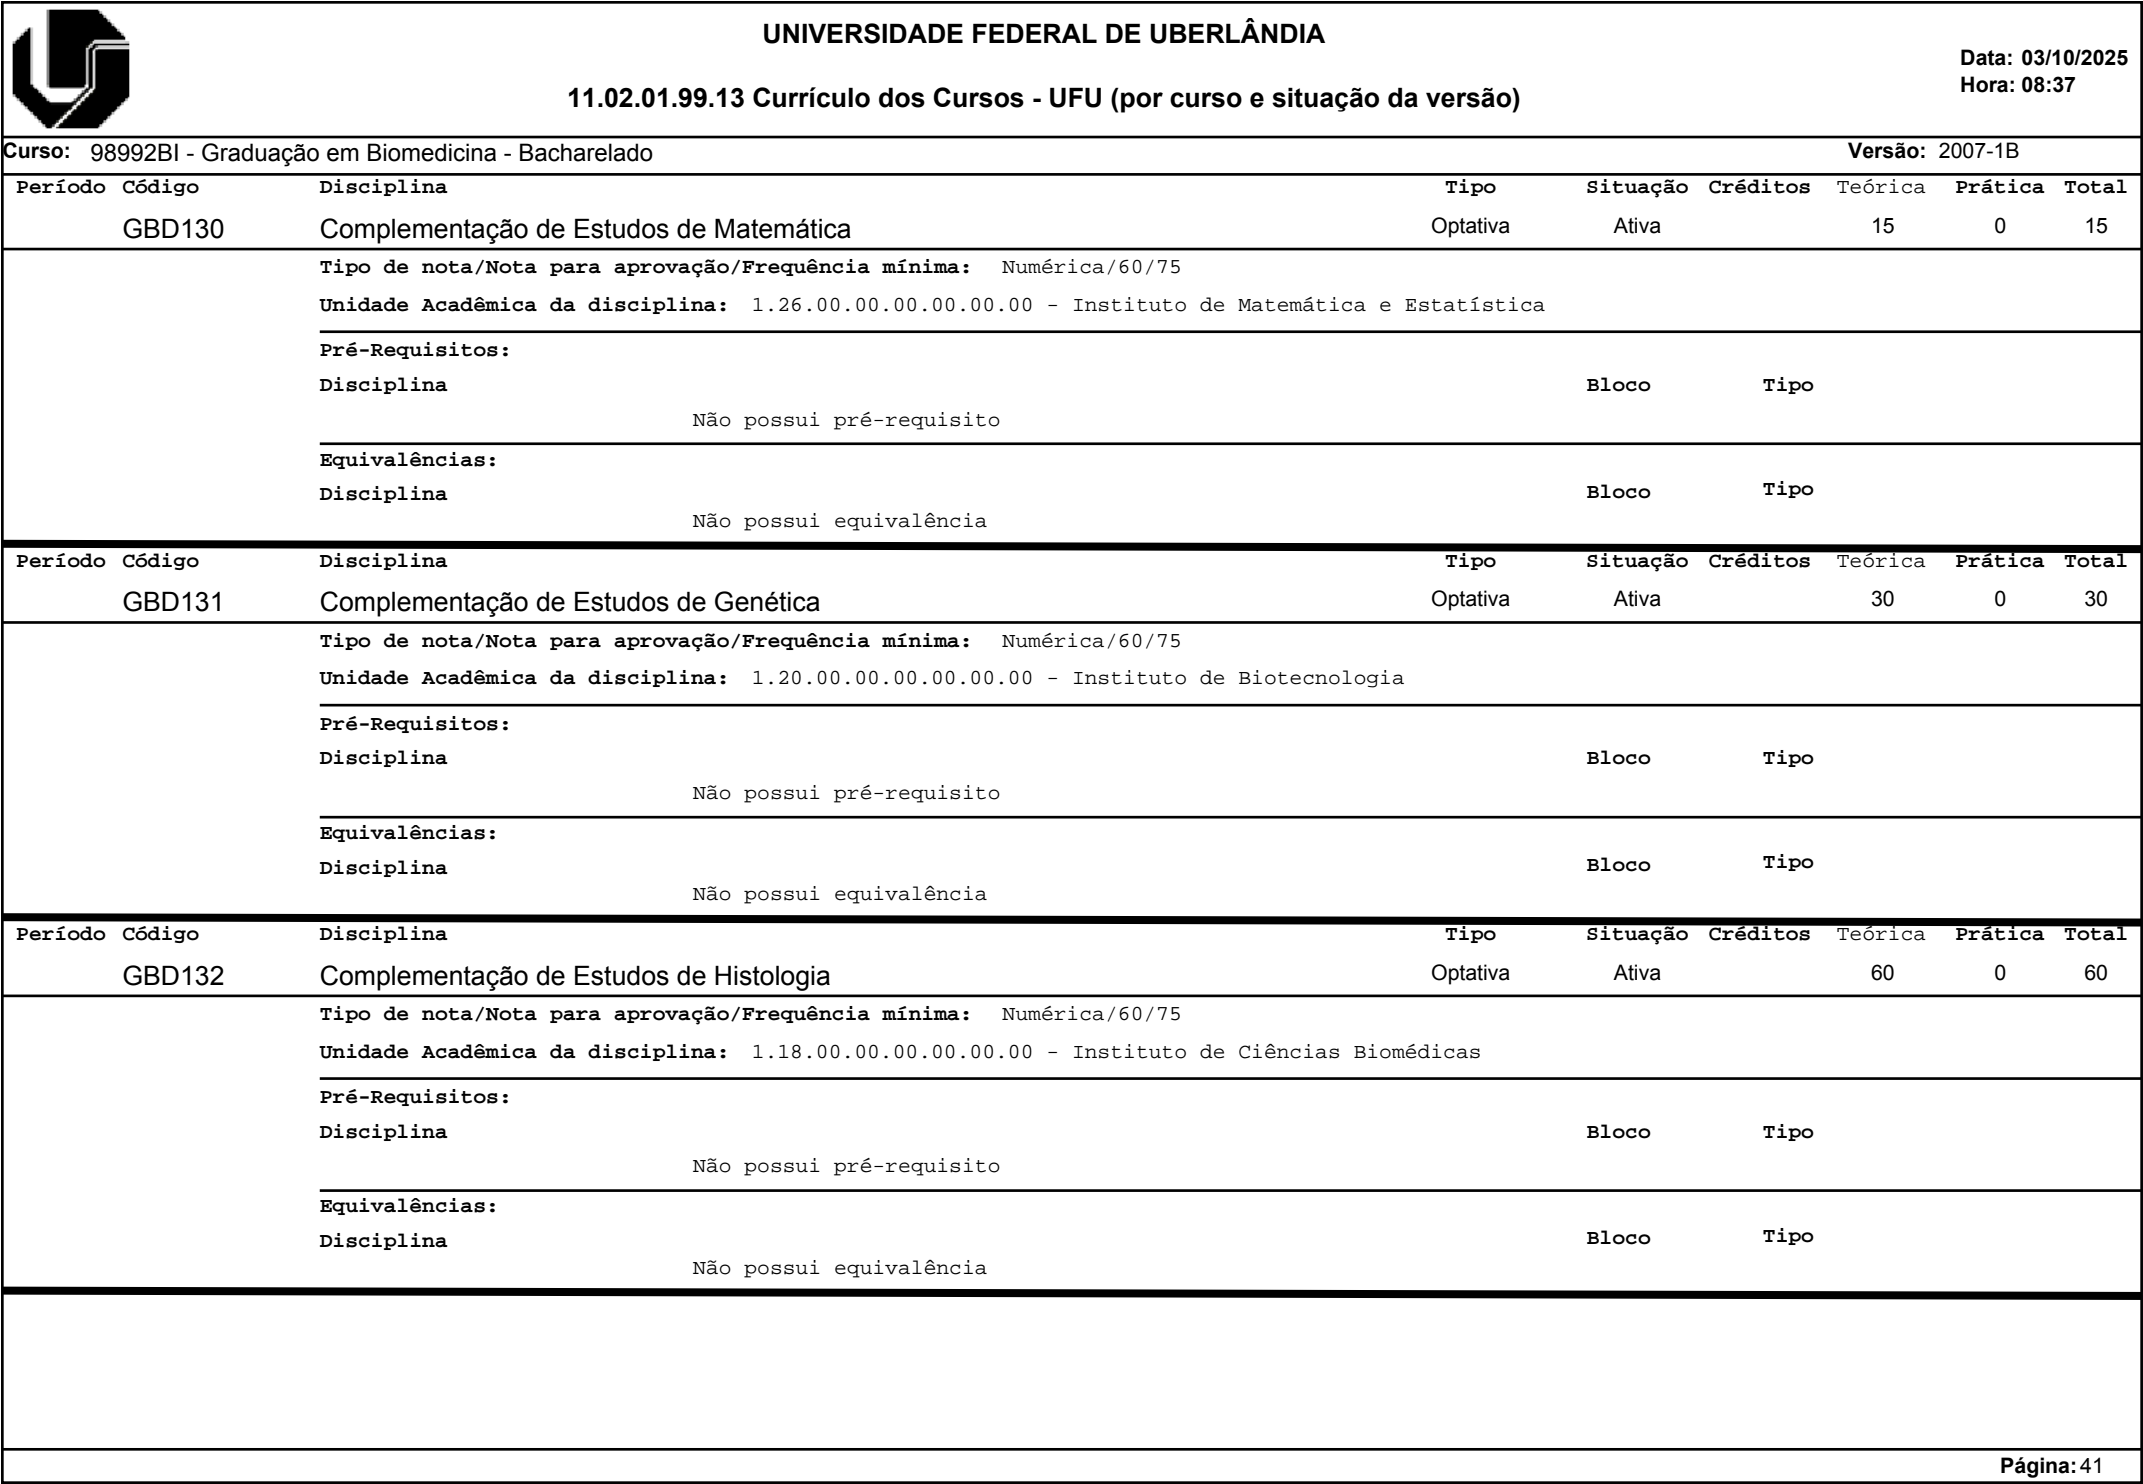 UNIVERSIDADE FEDERAL DE UBERLÂNDIA
Data: 03/10/2025
Hora: 08:37
11.02.01.99.13 Currículo dos Cursos - UFU (por curso e situação da versão)
Curso: 98992BI - Graduação em Biomedicina - Bacharelado Versão: 2007-1B
Período Código Disciplina Tipo Situação Créditos Teórica Prática Total
GBD130 Complementação de Estudos de Matemática Optativa Ativa 15 0 15
Tipo de nota/Nota para aprovação/Frequência mínima: Numérica/60/75
Unidade Acadêmica da disciplina: 1.26.00.00.00.00.00.00 - Instituto de Matemática e Estatística
Pré-Requisitos:
Disciplina Bloco Tipo
Não possui pré-requisito
Equivalências:
Disciplina Bloco Tipo
Não possui equivalência
Período Código Disciplina Tipo Situação Créditos Teórica Prática Total
GBD131 Complementação de Estudos de Genética Optativa Ativa 30 0 30
Tipo de nota/Nota para aprovação/Frequência mínima: Numérica/60/75
Unidade Acadêmica da disciplina: 1.20.00.00.00.00.00.00 - Instituto de Biotecnologia
Pré-Requisitos:
Disciplina Bloco Tipo
Não possui pré-requisito
Equivalências:
Disciplina Bloco Tipo
Não possui equivalência
Período Código Disciplina Tipo Situação Créditos Teórica Prática Total
GBD132 Complementação de Estudos de Histologia Optativa Ativa 60 0 60
Tipo de nota/Nota para aprovação/Frequência mínima: Numérica/60/75
Unidade Acadêmica da disciplina: 1.18.00.00.00.00.00.00 - Instituto de Ciências Biomédicas
Pré-Requisitos:
Disciplina Bloco Tipo
Não possui pré-requisito
Equivalências:
Disciplina Bloco Tipo
Não possui equivalência
Página: 41